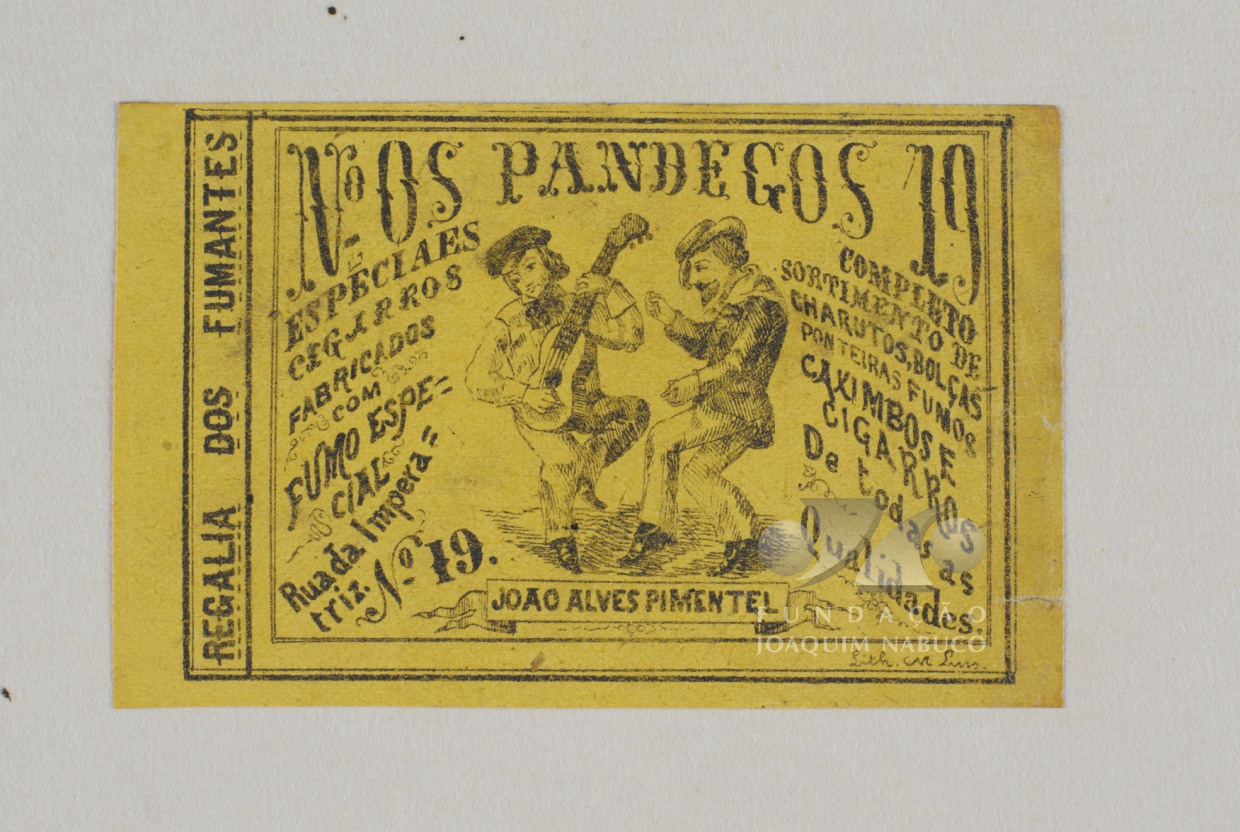 REGALIA DOS FUMANTES
Nº OS PANDEGOS 19
ESPECIAES
CIGARROS
FABRICADOS
COM
FUMO ESPE=
CIAL
Rua da Impera=
triz. Nº 19.
COMPLETO
SORTIMENTO DE
CHARUTOS, BOLÇAS
PONTEIRAS FUMOS
CAXIMBOS E
CIGARROS
De todas as
Qualidades.
JOAO ALVES PIMENTEL
FUNDAÇÃO
JOAQUIM NABUCO
Lith.